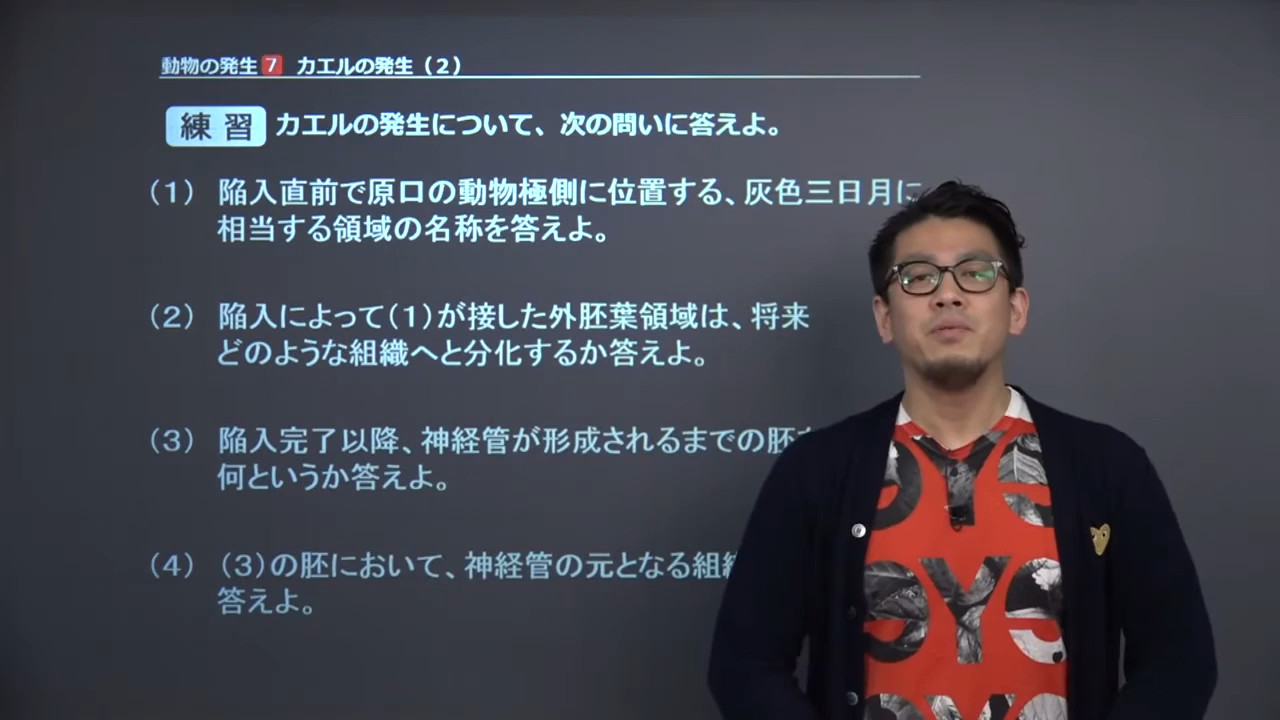 動物の発生 7 カエルの発生（２）
練習 カエルの発生について、次の問いに答えよ。
（１） 陥入直前で原口の動物極側に位置する、灰色三日月に
相当する領域の名称を答えよ。
（２） 陥入によって（１）が接した外胚葉領域は、将来
どのような組織へと分化するか答えよ。
（３） 陥入完了以降、神経管が形成されるまでの胚
何というか答えよ。
（４） （３）の胚において、神経管の元となる組
答えよ。